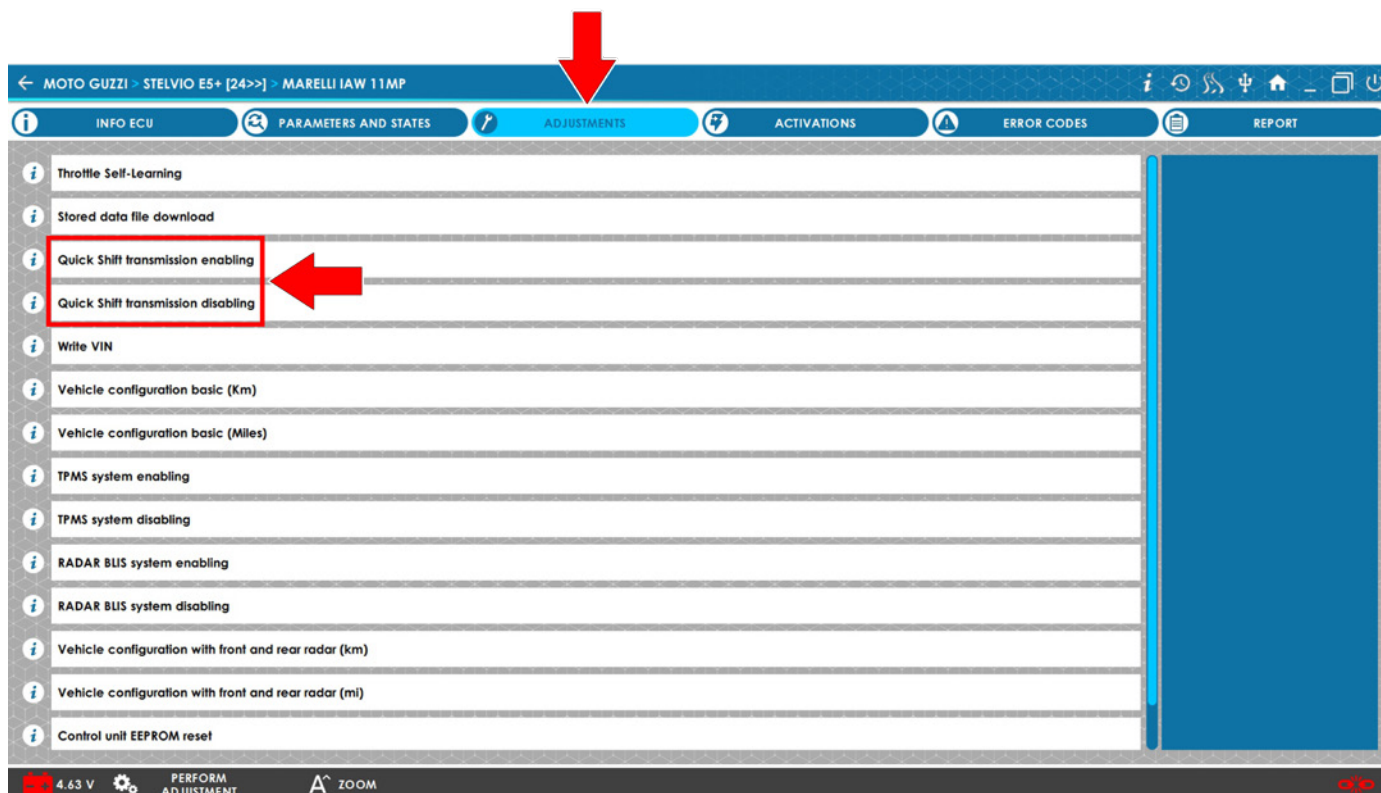 MOTO GUZZI > STELVIO E5+ [24>>] > MARELLI IAW 11MP
INFO ECU
PARAMETERS AND STATES
ADJUSTMENTS
ACTIVATIONS
ERROR CODES
REPORT
Throttle Self-Learning
Stored data file download
Quick Shift transmission enabling
Quick Shift transmission disabling
Write VIN
Vehicle configuration basic (Km)
Vehicle configuration basic (Miles)
TPMS system enabling
TPMS system disabling
RADAR BLIS system enabling
RADAR BLIS system disabling
Vehicle configuration with front and rear radar (km)
Vehicle configuration with front and rear radar (mi)
Control unit EEPROM reset
4.63 V
PERFORM
ADJUSTMENT
ZOOM